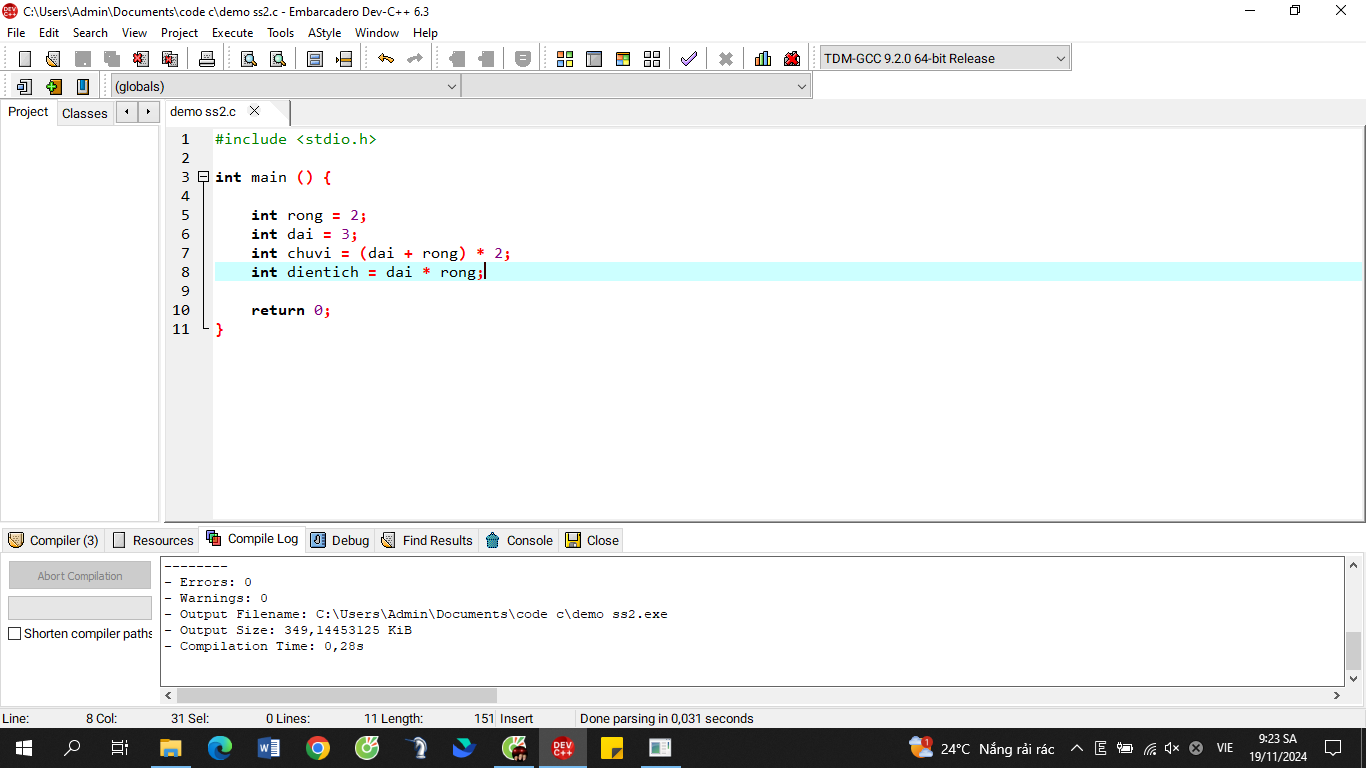 C:\Users\Admin\Documents\code c\demo ss2.c - Embarcadero Dev-C++ 6.3
File Edit Search View Project Execute Tools AStyle Window Help
TDM-GCC 9.2.0 64-bit Release
(globals)
Project Classes demo ss2.c
1 #include <stdio.h>
2
3 int main () {
4
5 int rong = 2;
6 int dai = 3;
7 int chuvi = (dai + rong) * 2;
8 int dientich = dai * rong;
9
10 return 0;
11 }
Compiler (3) Resources Compile Log Debug Find Results Console Close
Abort Compilation
Shorten compiler paths
--------
- Errors: 0
- Warnings: 0
- Output Filename: C:\Users\Admin\Documents\code c\demo ss2.exe
- Output Size: 349,14453125 KiB
- Compilation Time: 0,28s
Line: 8 Col: 31 Sel: 0 Lines: 11 Length: 151 Insert Done parsing in 0,031 seconds
DEV C++
1 24°C Nắng rải rác VIE 9:23 SA
19/11/2024